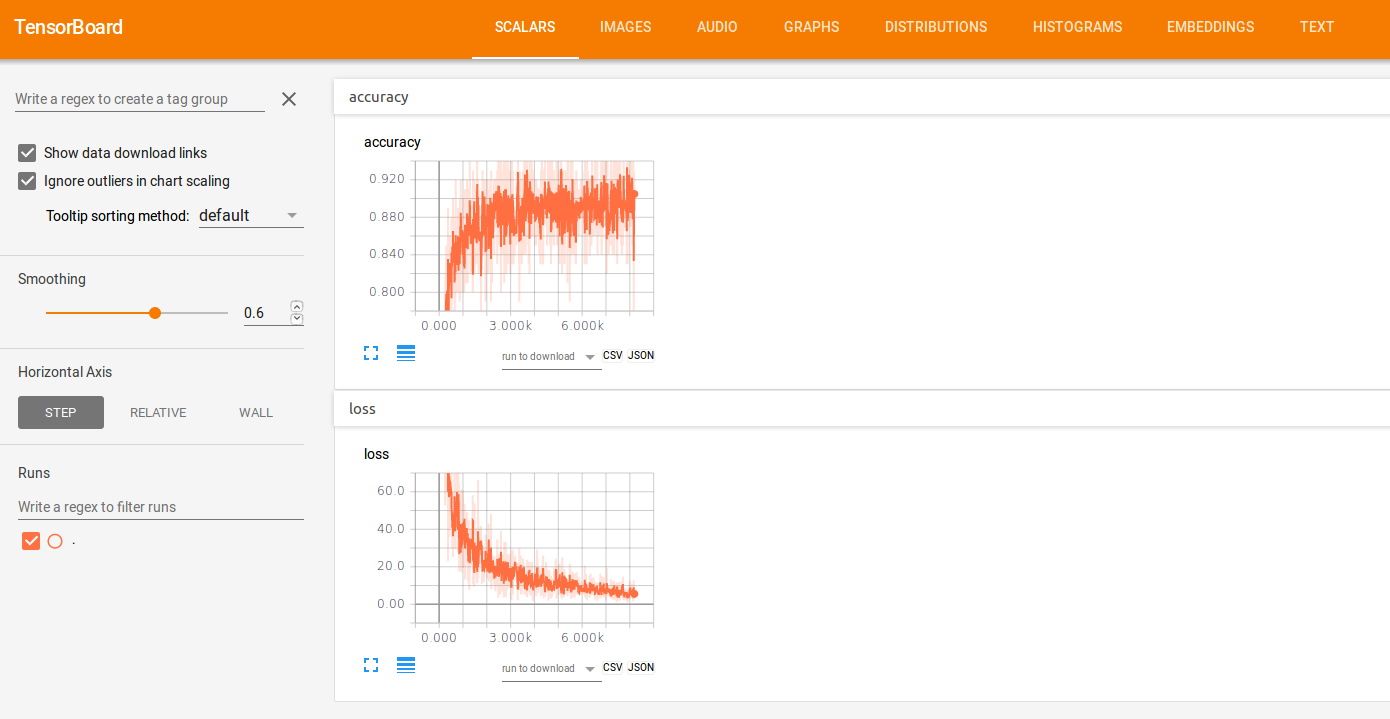 TensorBoard
SCALARS IMAGES AUDIO GRAPHS DISTRIBUTIONS HISTOGRAMS EMBEDDINGS TEXT
Write a regex to create a tag group
Show data download links
Ignore outliers in chart scaling
Tooltip sorting method: default
Smoothing
0.6
Horizontal Axis
STEP RELATIVE WALL
Runs
Write a regex to filter runs
.
accuracy
accuracy
0.920
0.880
0.840
0.800
0.000 3.000k 6.000k
run to download CSV JSON
loss
loss
60.0
40.0
20.0
0.00
0.000 3.000k 6.000k
run to download CSV JSON